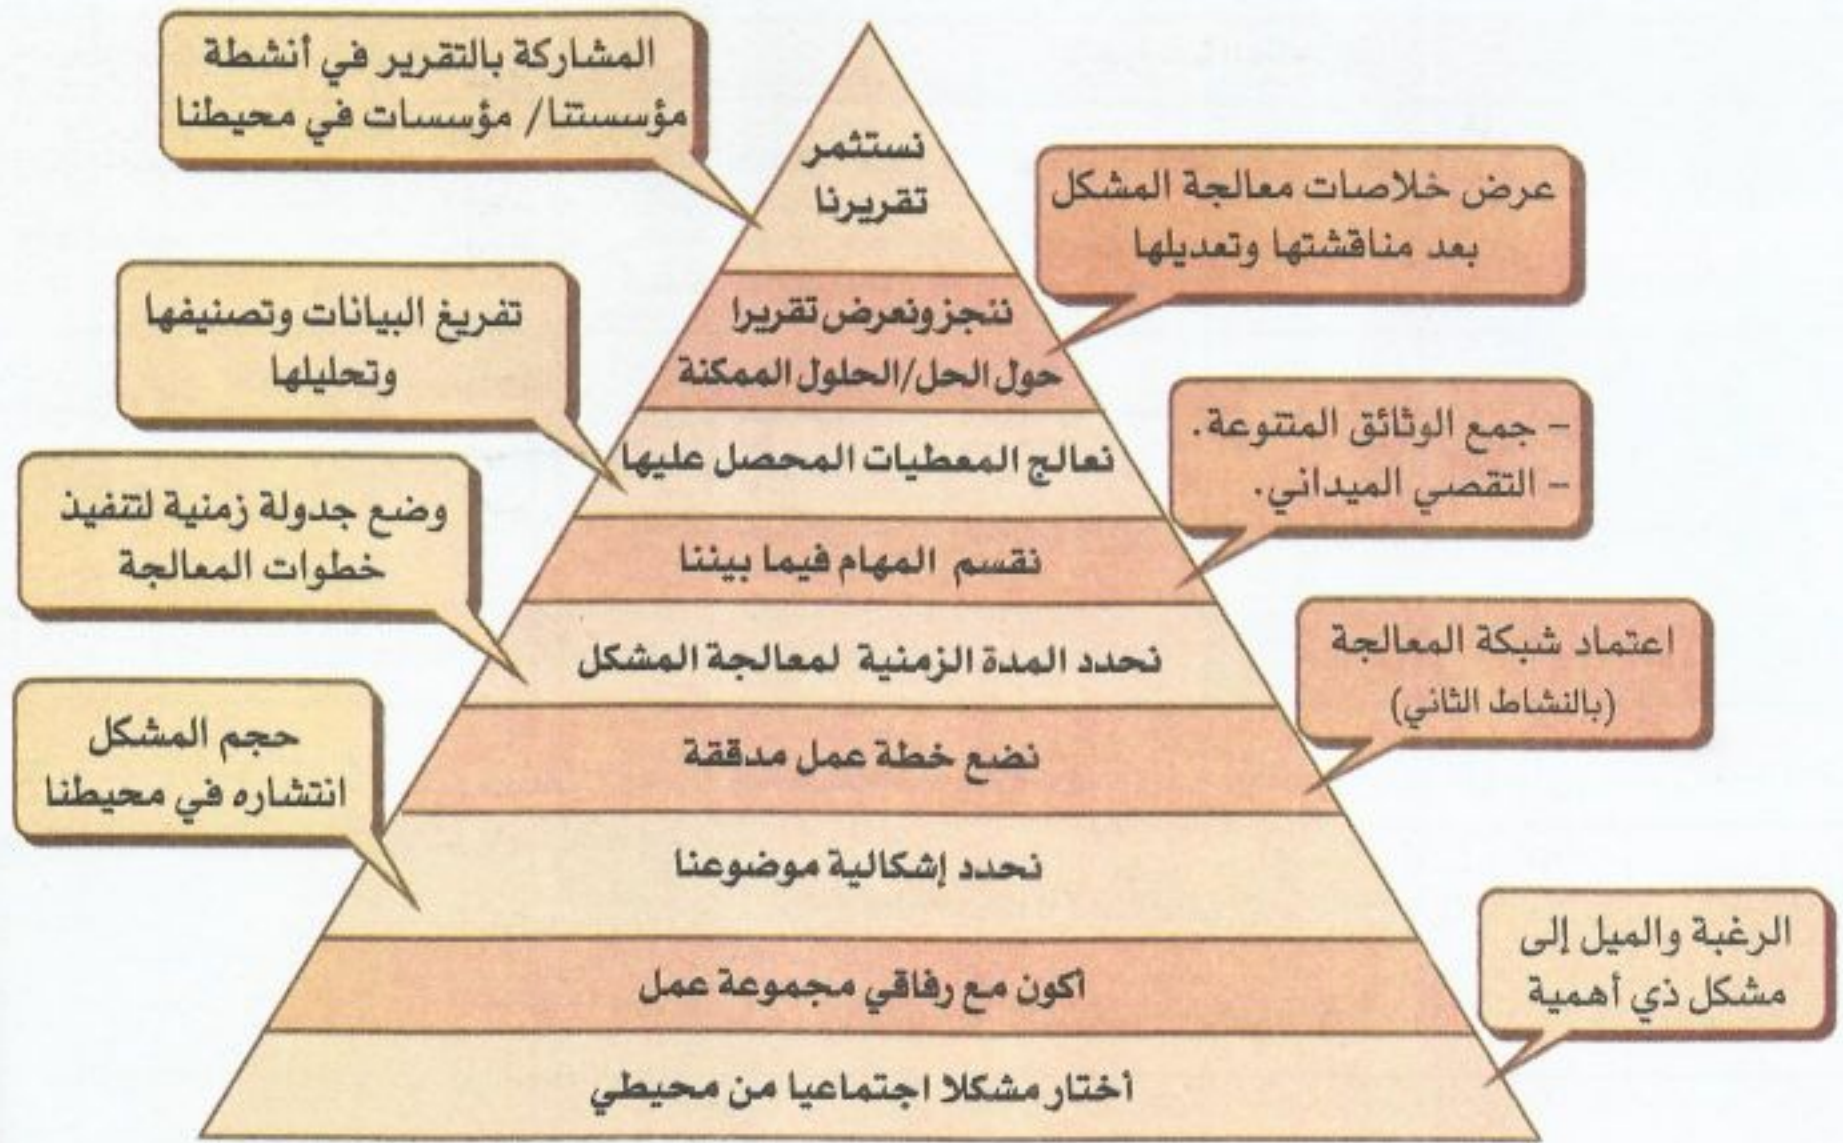 المشاركة بالتقرير في أنشطة
مؤسستنا/ مؤسسات في محيطنا
نستثمر
تقريرنا
عرض خلاصات معالجة المشكل
بعد مناقشتها وتعديلها
ننجز ونعرض تقريرا
حول الحل/الحلول الممكنة
تفريغ البيانات وتصنيفها
وتحليلها
نعالج المعطيات المحصل عليها
– جمع الوثائق المتنوعة.
– التقصي الميداني.
نقسم المهام فيما بيننا
وضع جدولة زمنية لتنفيذ
خطوات المعالجة
نحدد المدة الزمنية لمعالجة المشكل
اعتماد شبكة المعالجة
(بالنشاط الثاني)
نضع خطة عمل مدققة
حجم المشكل
انتشاره في محيطنا
نحدد إشكالية موضوعنا
أكون مع رفاقي مجموعة عمل
الرغبة والميل إلى
مشكل ذي أهمية
أختار مشكلا اجتماعيا من محيطي